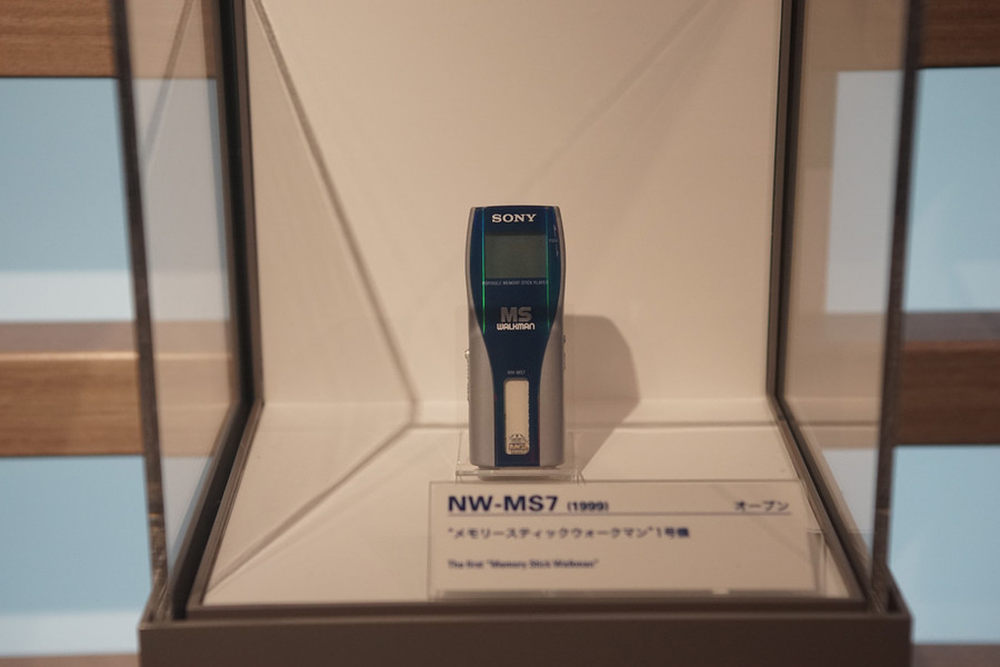 SONY
PORTABLE MEMORY STICK PLAYER
MS
WALKMAN
NW-MS7
NW-MS7 (1999) オープン
"メモリースティックウォークマン"1号機
The first "Memory Stick Walkman"